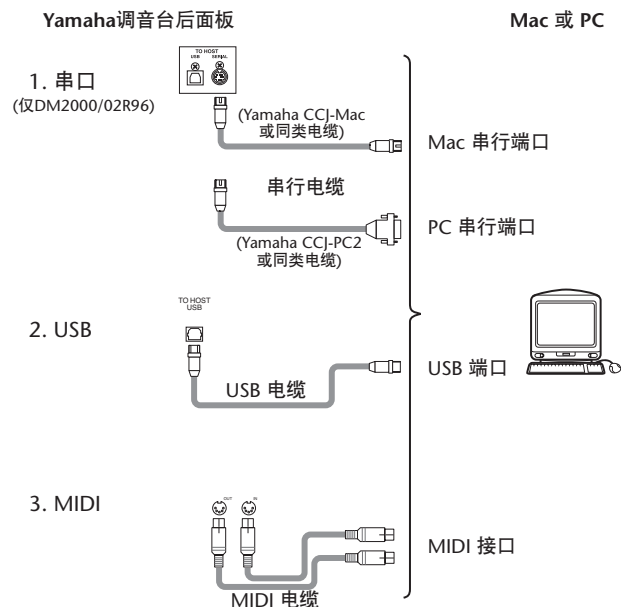 Yamaha调音台后面板
Mac 或 PC
TO HOST
USB SERIAL
1. 串口
(仅DM2000/02R96)
(Yamaha CCJ-Mac
或同类电缆)
Mac 串行端口
串行电缆
PC 串行端口
(Yamaha CCJ-PC2
或同类电缆)
TO HOST
USB
2. USB
USB 端口
USB 电缆
3. MIDI
OUT IN
MIDI 接口
MIDI 电缆